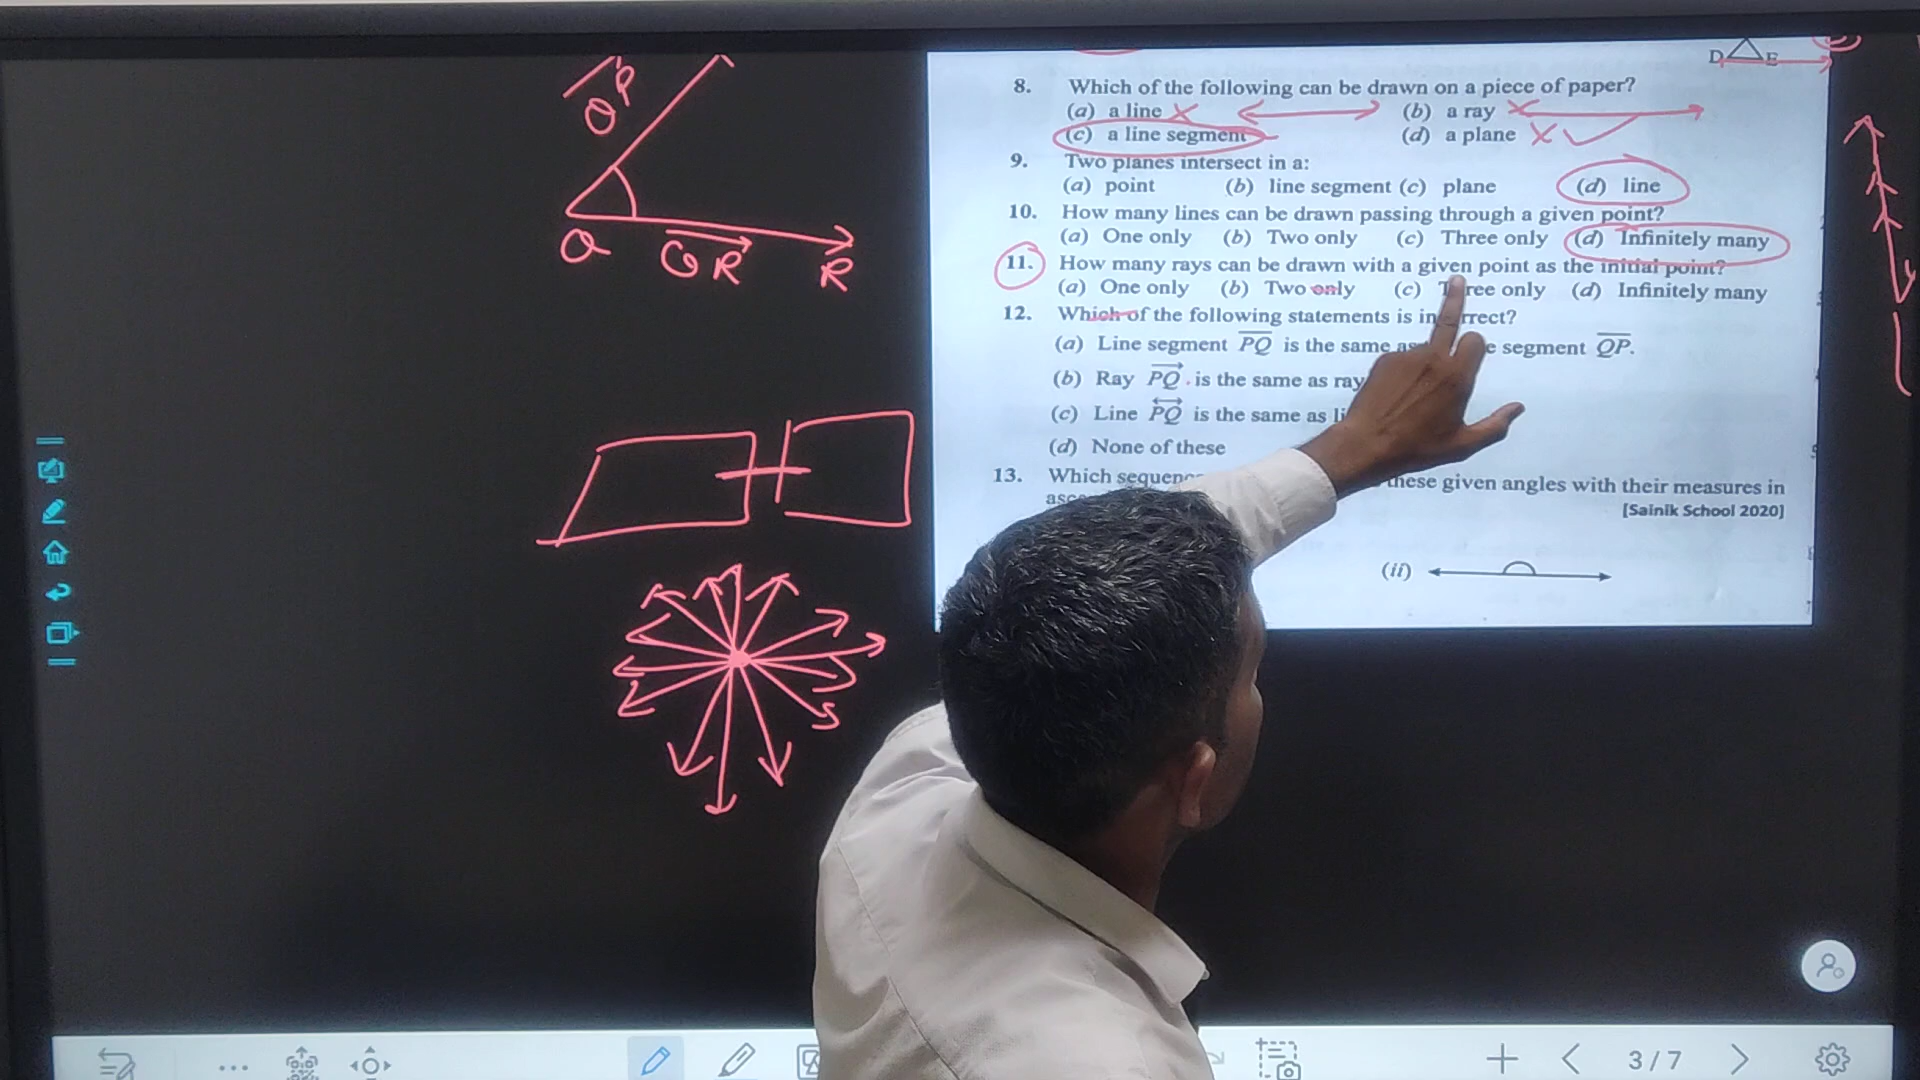 OP
O
OR
R
D E
8. Which of the following can be drawn on a piece of paper?
(a) a line (b) a ray
(c) a line segment (d) a plane
9. Two planes intersect in a:
(a) point (b) line segment (c) plane (d) line
10. How many lines can be drawn passing through a given point?
(a) One only (b) Two only (c) Three only (d) Infinitely many
11. How many rays can be drawn with a given point as the initial point?
(a) One only (b) Two only (c) Three only (d) Infinitely many
12. Which of the following statements is in rrect?
(a) Line segment PQ is the same as segment QP.
(b) Ray PQ is the same as ray
(c) Line PQ is the same as
(d) None of these
13. Which these given angles with their measures in
[Sainik School 2020]
(ii)
3 / 7